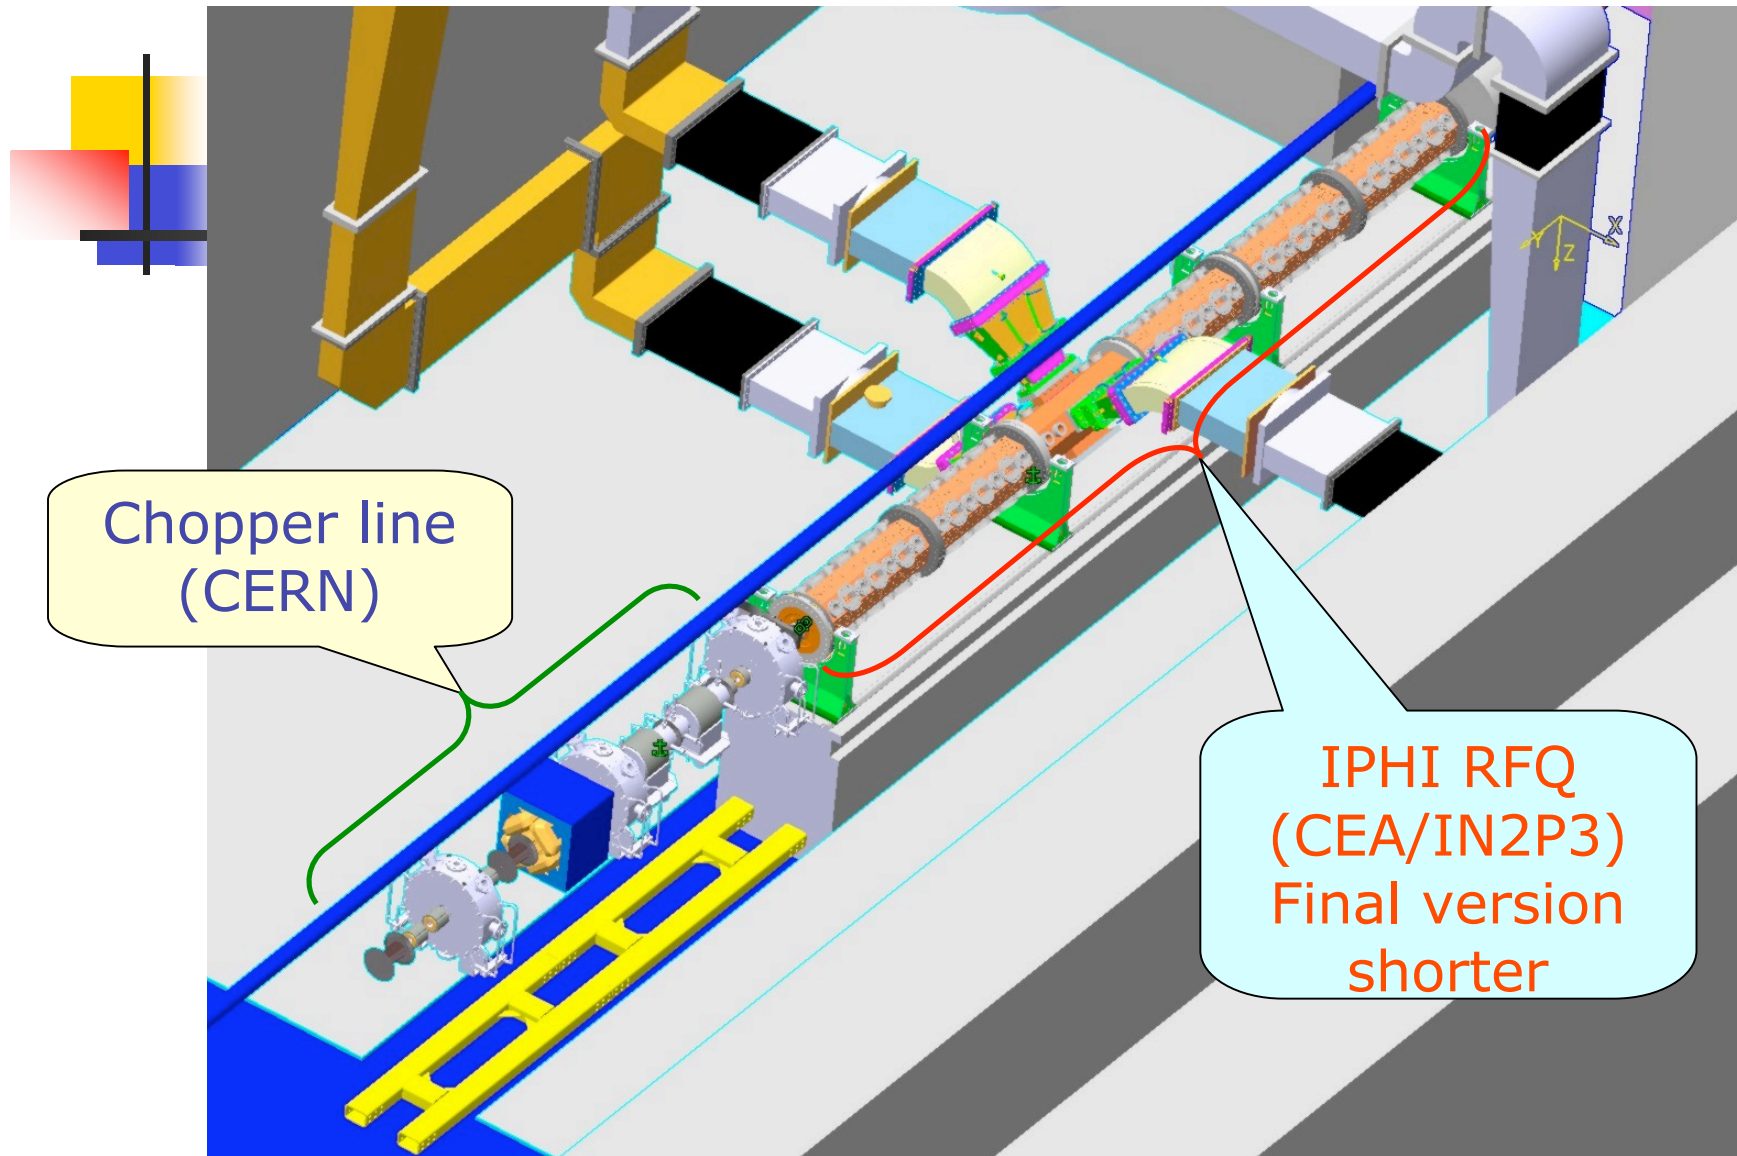 Chopper line
(CERN)
IPHI RFQ
(CEA/IN2P3)
Final version
shorter
X
Y
Z